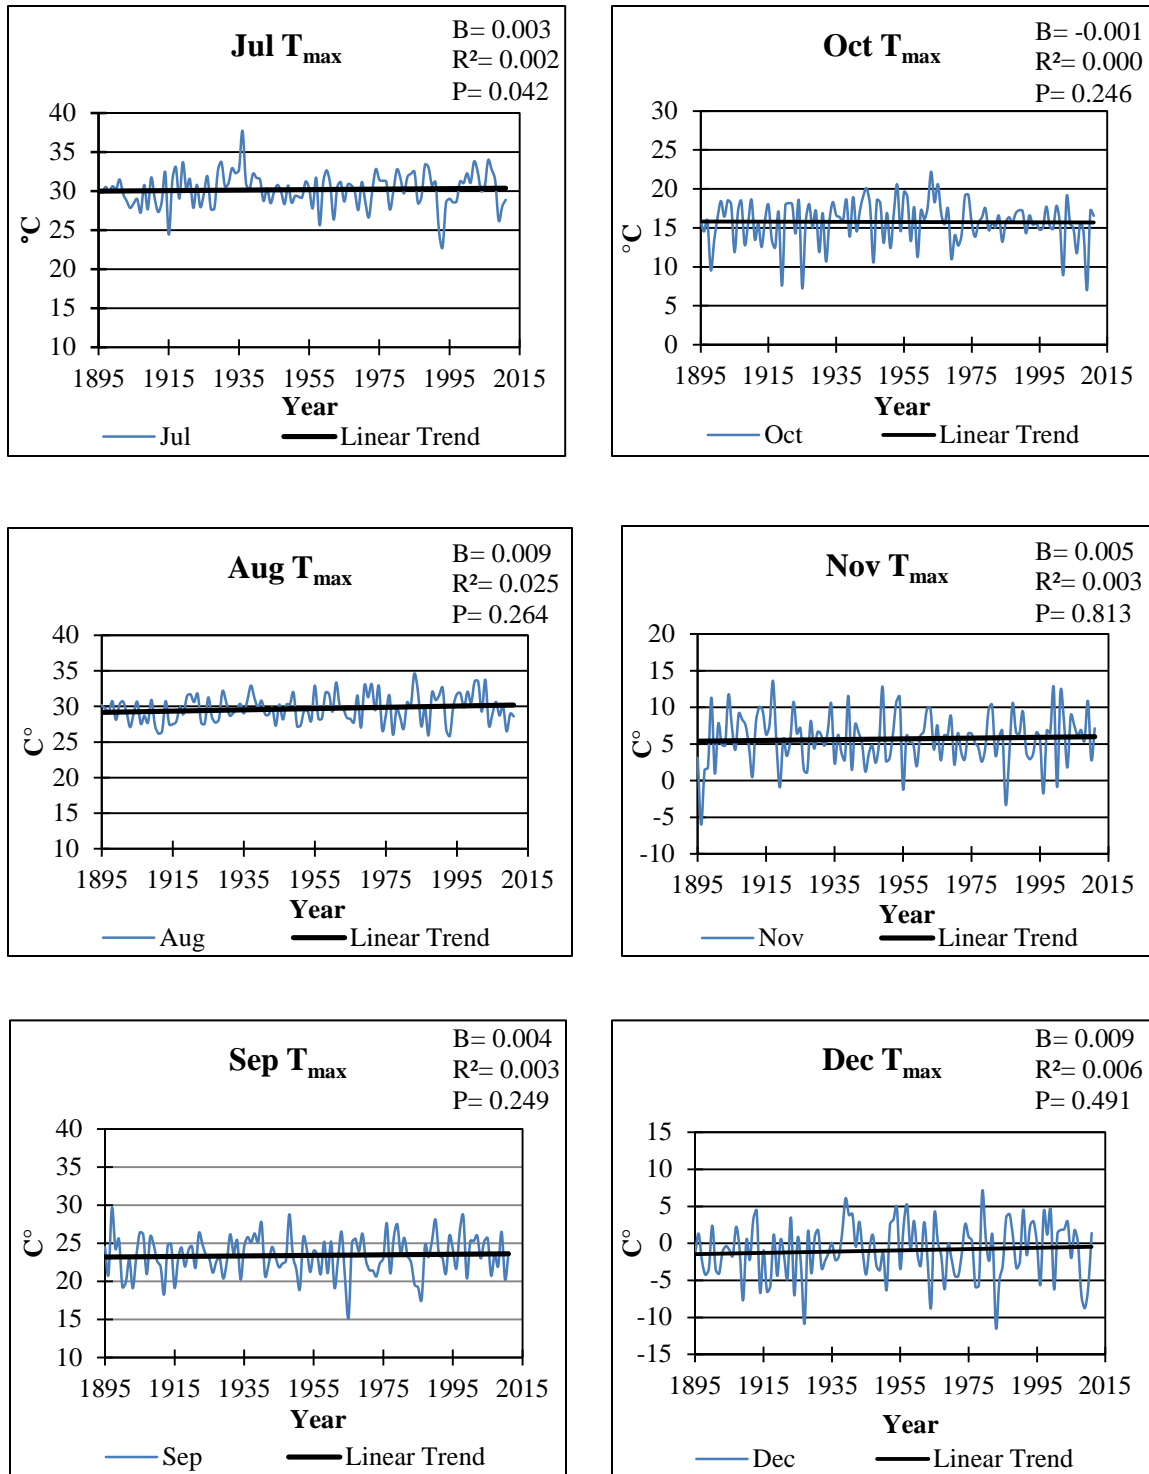 Jul Tmax
B= 0.003
R²= 0.002
P= 0.042
40
35
30
25
20
15
10
°C
1895 1915 1935 1955 1975 1995 2015
Year
Jul Linear Trend
Oct Tmax
B= -0.001
R²= 0.000
P= 0.246
30
25
20
15
10
5
0
°C
1895 1915 1935 1955 1975 1995 2015
Year
Oct Linear Trend
Aug Tmax
B= 0.009
R²= 0.025
P= 0.264
40
35
30
25
20
15
10
C°
1895 1915 1935 1955 1975 1995 2015
Year
Aug Linear Trend
Nov Tmax
B= 0.005
R²= 0.003
P= 0.813
20
15
10
5
0
-5
-10
C°
1895 1915 1935 1955 1975 1995 2015
Year
Nov Linear Trend
Sep Tmax
B= 0.004
R²= 0.003
P= 0.249
40
35
30
25
20
15
10
C°
1895 1915 1935 1955 1975 1995 2015
Year
Sep Linear Trend
Dec Tmax
B= 0.009
R²= 0.006
P= 0.491
15
10
5
0
-5
-10
-15
C°
1895 1915 1935 1955 1975 1995 2015
Year
Dec Linear Trend